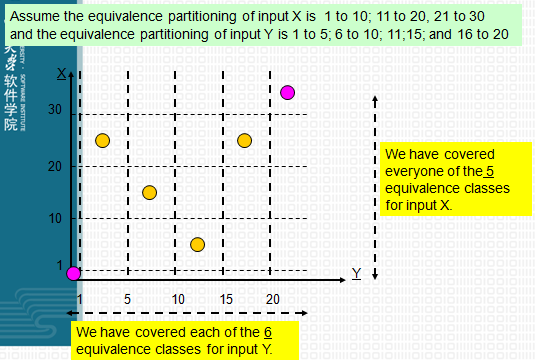 Assume the equivalence partitioning of input X is 1 to 10; 11 to 20, 21 to 30
and the equivalence partitioning of input Y is 1 to 5; 6 to 10; 11;15; and 16 to 20
软件学院
SOFTWARE INSTITUTE
X
30
20
10
1
We have covered
everyone of the 5
equivalence classes
for input X.
Y
1 5 10 15 20
We have covered each of the 6
equivalence classes for input Y.